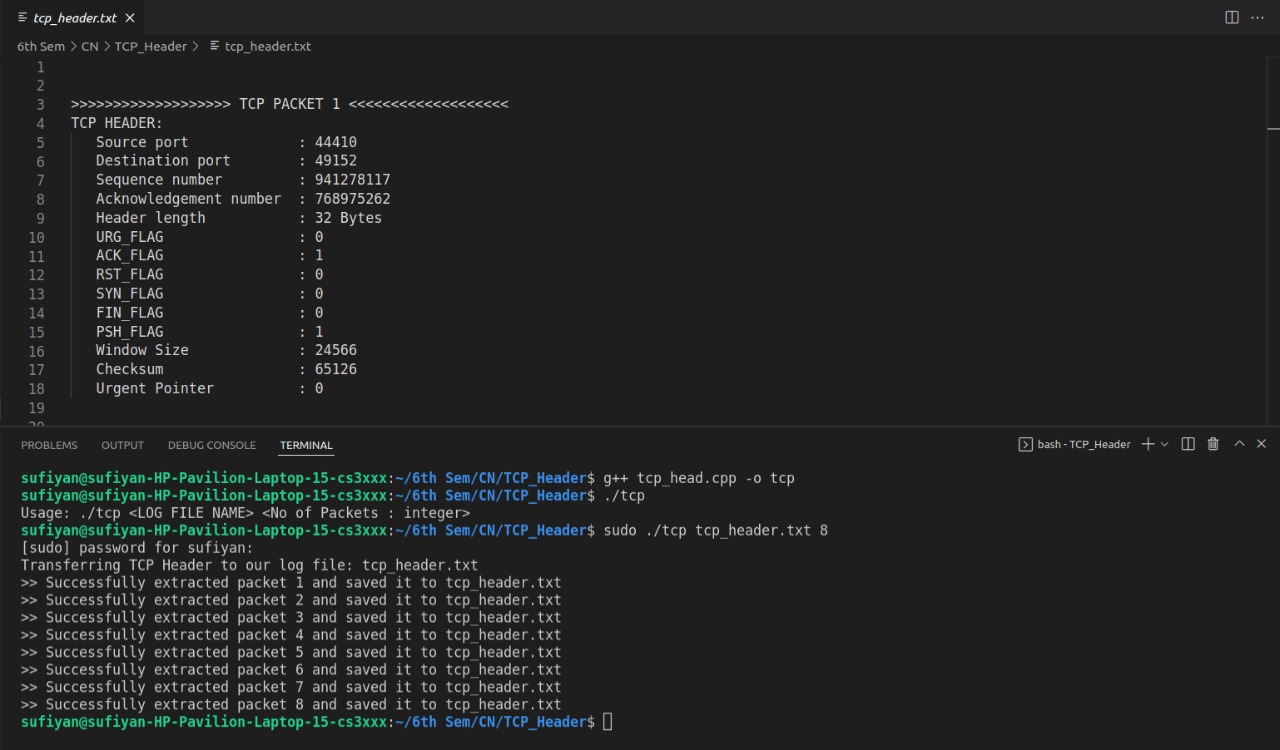 tcp_header.txt
6th Sem > CN > TCP_Header > tcp_header.txt
1
2
3 >>>>>>>>>>>>>>>>>>> TCP PACKET 1 <<<<<<<<<<<<<<<<<<<
4 TCP HEADER:
5 Source port : 44410
6 Destination port : 49152
7 Sequence number : 941278117
8 Acknowledgement number : 768975262
9 Header length : 32 Bytes
10 URG_FLAG : 0
11 ACK_FLAG : 1
12 RST_FLAG : 0
13 SYN_FLAG : 0
14 FIN_FLAG : 0
15 PSH_FLAG : 1
16 Window Size : 24566
17 Checksum : 65126
18 Urgent Pointer : 0
19
20
PROBLEMS OUTPUT DEBUG CONSOLE TERMINAL bash - TCP_Header
sufiyan@sufiyan-HP-Pavilion-Laptop-15-cs3xxx:~/6th Sem/CN/TCP_Header$ g++ tcp_head.cpp -o tcp
sufiyan@sufiyan-HP-Pavilion-Laptop-15-cs3xxx:~/6th Sem/CN/TCP_Header$ ./tcp
Usage: ./tcp <LOG FILE NAME> <No of Packets : integer>
sufiyan@sufiyan-HP-Pavilion-Laptop-15-cs3xxx:~/6th Sem/CN/TCP_Header$ sudo ./tcp tcp_header.txt 8
[sudo] password for sufiyan:
Transferring TCP Header to our log file: tcp_header.txt
>> Successfully extracted packet 1 and saved it to tcp_header.txt
>> Successfully extracted packet 2 and saved it to tcp_header.txt
>> Successfully extracted packet 3 and saved it to tcp_header.txt
>> Successfully extracted packet 4 and saved it to tcp_header.txt
>> Successfully extracted packet 5 and saved it to tcp_header.txt
>> Successfully extracted packet 6 and saved it to tcp_header.txt
>> Successfully extracted packet 7 and saved it to tcp_header.txt
>> Successfully extracted packet 8 and saved it to tcp_header.txt
sufiyan@sufiyan-HP-Pavilion-Laptop-15-cs3xxx:~/6th Sem/CN/TCP_Header$